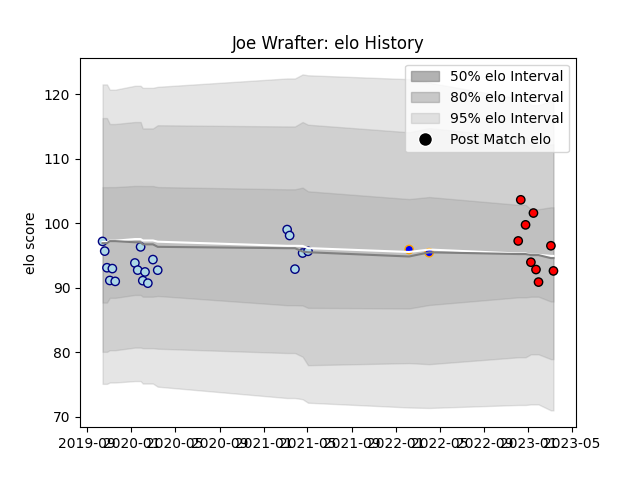 Joe Wrafter: elo History
50% elo Interval
80% elo Interval
95% elo Interval
Post Match elo
elo score
120
110
100
90
80
70
2019-09 2020-01 2020-05 2020-09 2021-01 2021-05 2021-09 2022-01 2022-05 2022-09 2023-01 2023-05